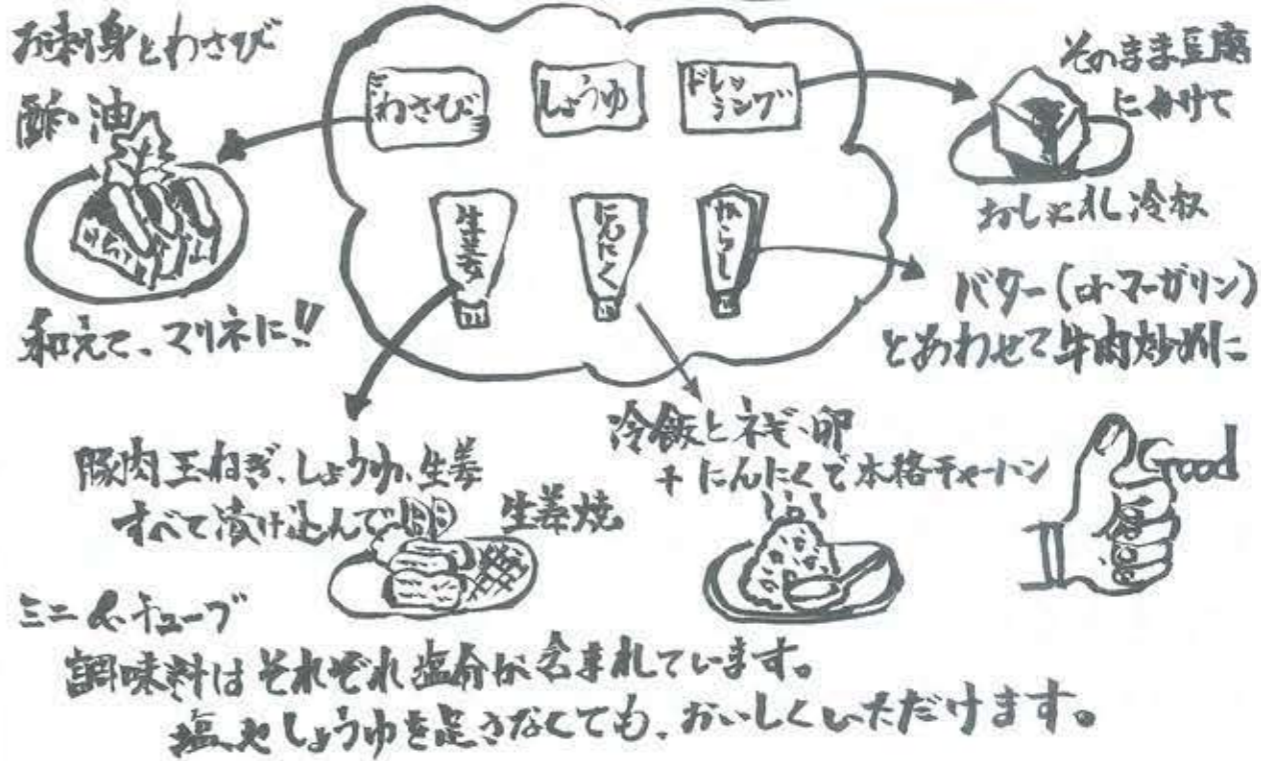 お刺身とわさび
酢・油
和えて、マリネに!!
ミニ
わさび
しょうゆ
ドレッ
シング
生姜
にんにく
からし
そのまま豆腐
にかけて
おしゃれ冷奴
バター(orマーガリン)
とあわせて牛肉炒めに
豚肉玉ねぎ、しょうゆ、生姜
すべて漬け込んで
生姜焼
冷飯とネギ、卵
+にんにくで本格チャーハン
Good
ミニ&チューブ
調味料はそれぞれ塩分が含まれています。
塩やしょうゆを足さなくても、おいしくいただけます。